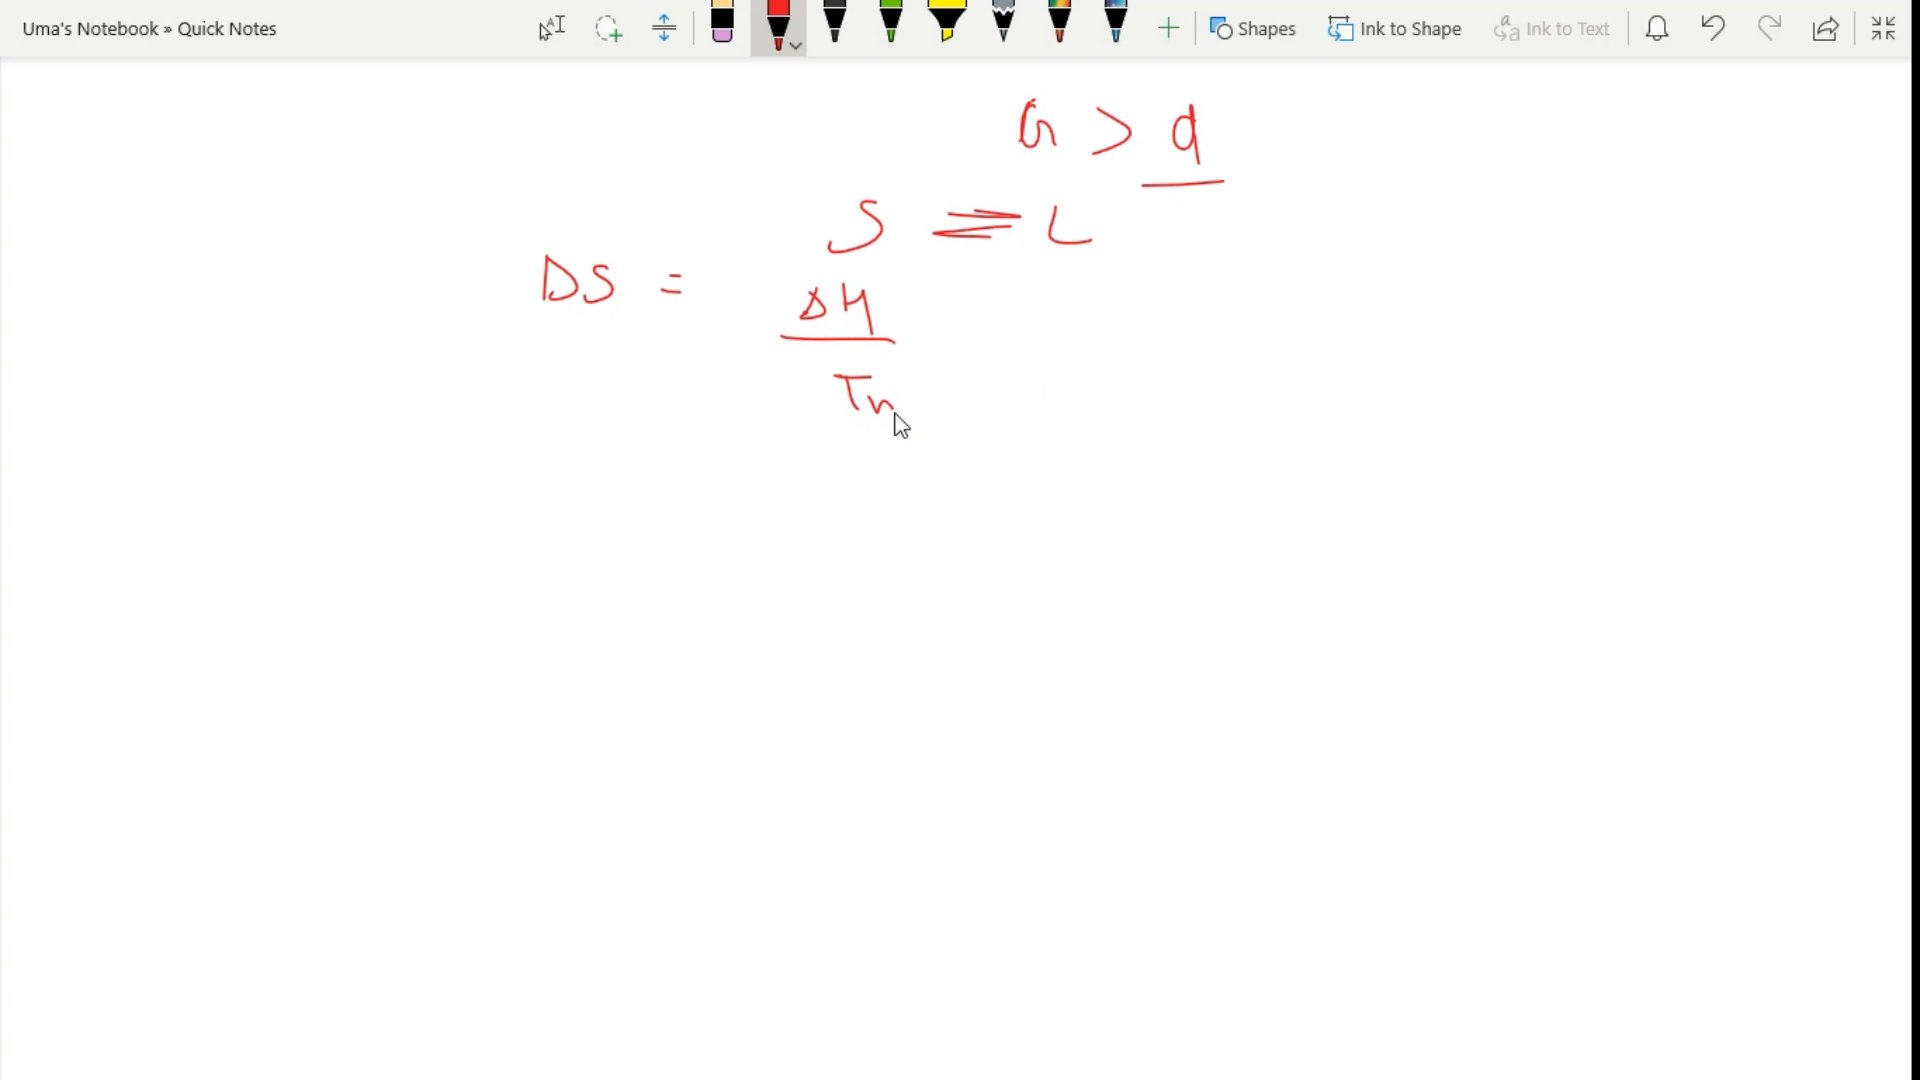 Uma's Notebook » Quick Notes
Shapes
Ink to Shape
Ink to Text
G > q
S ⇌ L
DS =
ΔH
Tm